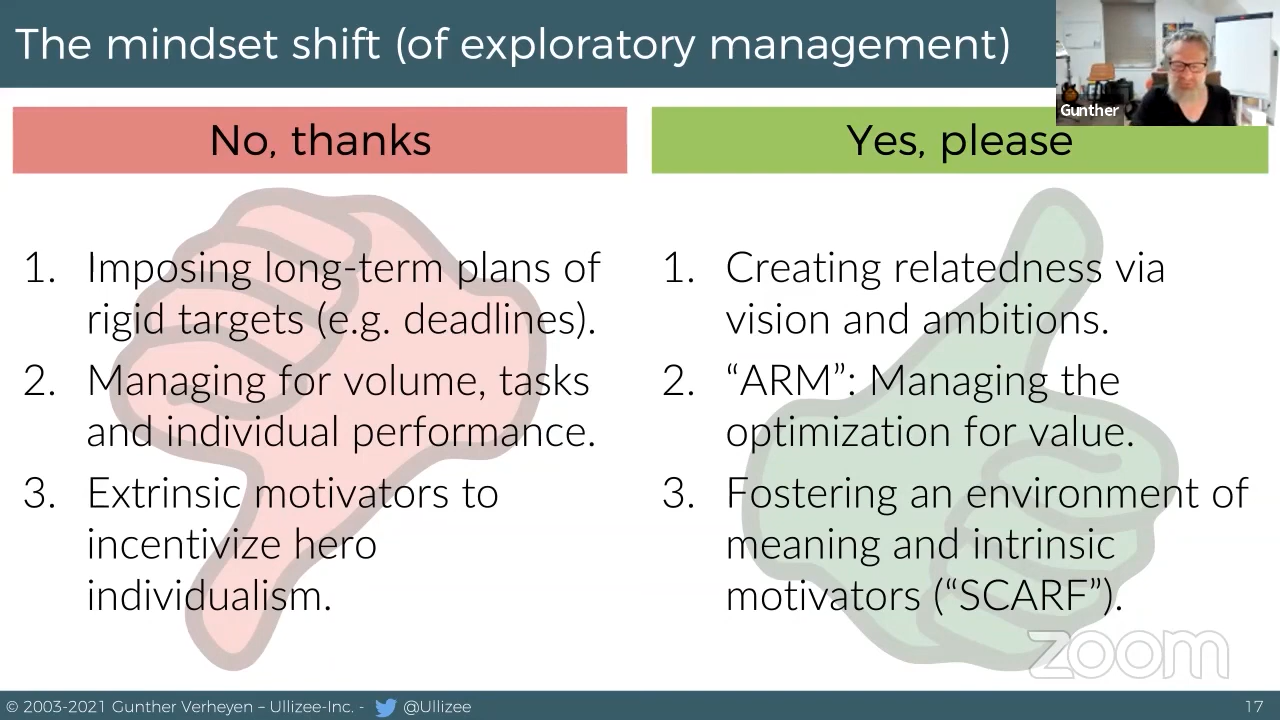 The mindset shift (of exploratory management)
Gunther
No, thanks
Yes, please
1. Imposing long-term plans of
rigid targets (e.g. deadlines).
2. Managing for volume, tasks
and individual performance.
3. Extrinsic motivators to
incentivize hero
individualism.
1. Creating relatedness via
vision and ambitions.
2. “ARM”: Managing the
optimization for value.
3. Fostering an environment of
meaning and intrinsic
motivators (“SCARF”).
zoom
© 2003-2021 Gunther Verheyen – Ullizee-Inc. - @Ullizee
17